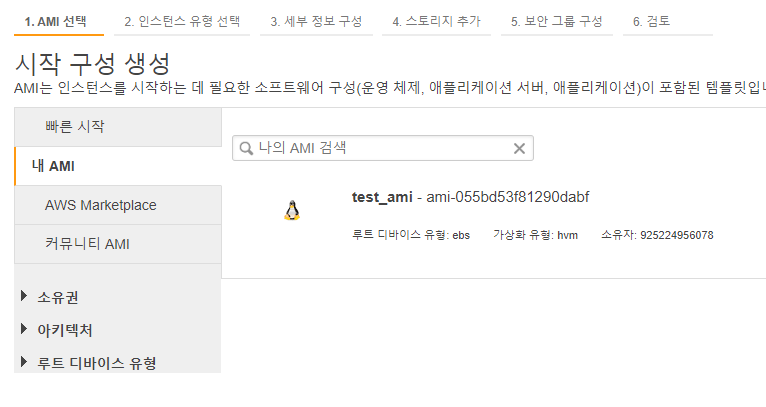 1. AMI 선택 2. 인스턴스 유형 선택 3. 세부 정보 구성 4. 스토리지 추가 5. 보안 그룹 구성 6. 검토
시작 구성 생성
AMI는 인스턴스를 시작하는 데 필요한 소프트웨어 구성(운영 체제, 애플리케이션 서버, 애플리케이션)이 포함된 템플릿입니
빠른 시작
내 AMI
AWS Marketplace
커뮤니티 AMI
소유권
아키텍처
루트 디바이스 유형
나의 AMI 검색
test_ami - ami-055bd53f81290dabf
루트 디바이스 유형: ebs 가상화 유형: hvm 소유자: 925224956078